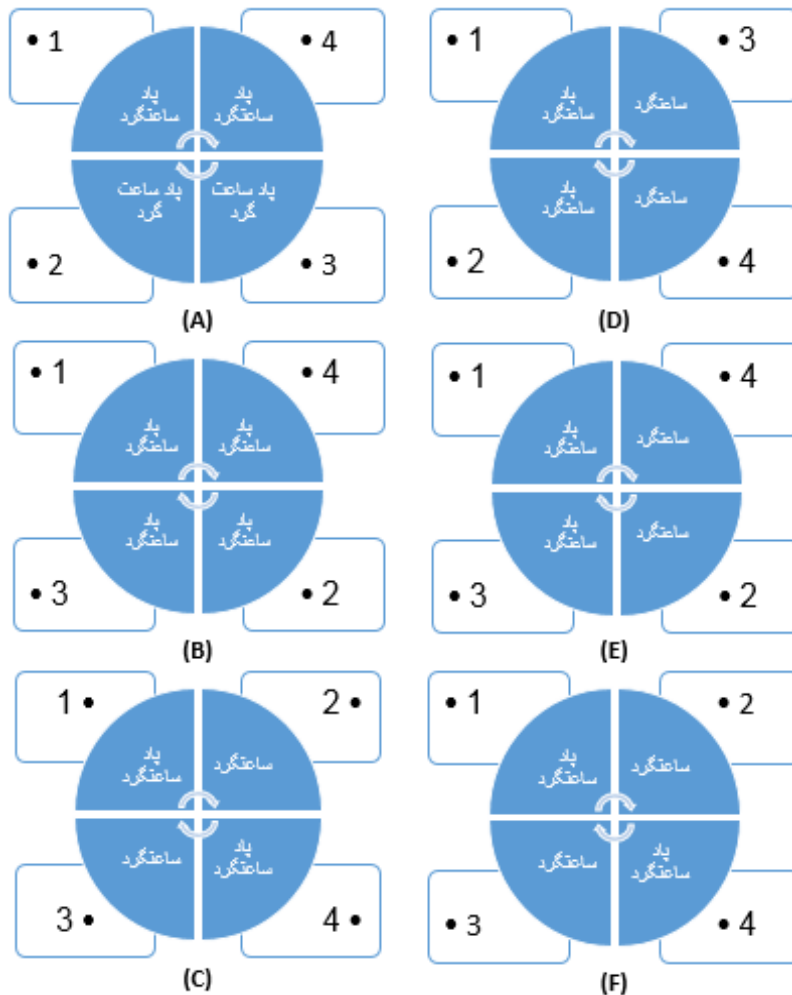 • 1
• 4
پاد
ساعتگرد
پاد
ساعتگرد
پاد ساعت
گرد
پاد ساعت
گرد
• 2
• 3
(A)
• 1
• 3
پاد
ساعتگرد
ساعتگرد
پاد
ساعتگرد
ساعتگرد
• 2
• 4
(D)
• 1
• 4
پاد
ساعتگرد
پاد
ساعتگرد
پاد
ساعتگرد
پاد
ساعتگرد
• 3
• 2
(B)
• 1
• 4
پاد
ساعتگرد
ساعتگرد
پاد
ساعتگرد
ساعتگرد
• 3
• 2
(E)
1 •
2 •
پاد
ساعتگرد
ساعتگرد
ساعتگرد
پاد
ساعتگرد
3 •
4 •
(C)
• 1
• 2
پاد
ساعتگرد
ساعتگرد
ساعتگرد
پاد
ساعتگرد
• 3
• 4
(F)